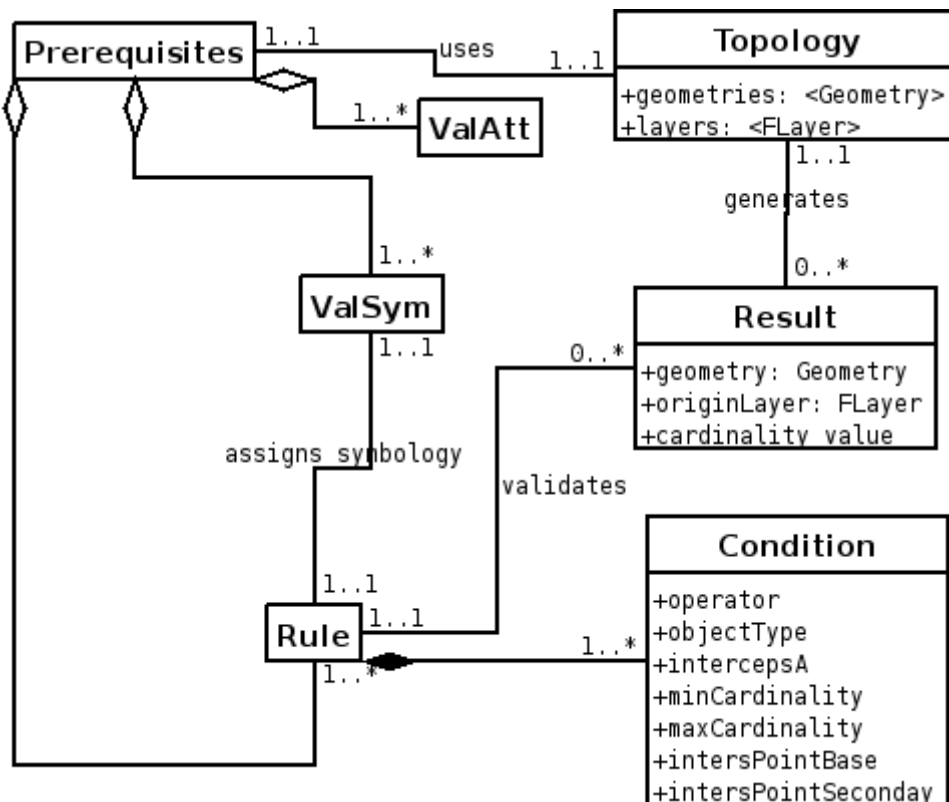 Prerequisites
1..1
uses
1..1
Topology
+geometries: <Geometry>
+layers: <FLayer>
1..*
ValAtt
1..1
generates
0..*
1..*
ValSym
1..1
Result
+geometry: Geometry
+originLayer: FLayer
+cardinality value
0..*
assigns symbology
validates
Condition
+operator
+objectType
+intercepsA
+minCardinality
+maxCardinality
+intersPointBase
+intersPointSeconday
1..1
Rule
1..1
1..*
1..*